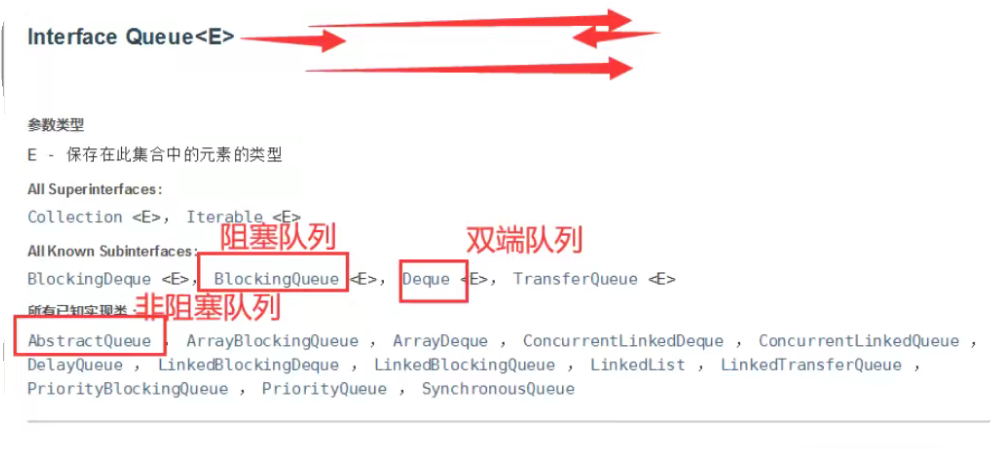 Interface Queue<E>
参数类型
E - 保存在此集合中的元素的类型
All Superinterfaces:
Collection <E>, Iterable <E>
阻塞队列
双端队列
All Known Subinterfaces:
BlockingDeque <E>, BlockingQueue <E>, Deque <E>, TransferQueue <E>
所有已知实现类:
非阻塞队列
AbstractQueue , ArrayBlockingQueue , ArrayDeque , ConcurrentLinkedDeque , ConcurrentLinkedQueue ,
DelayQueue , LinkedBlockingDeque , LinkedBlockingQueue , LinkedList , LinkedTransferQueue ,
PriorityBlockingQueue , PriorityQueue , SynchronousQueue